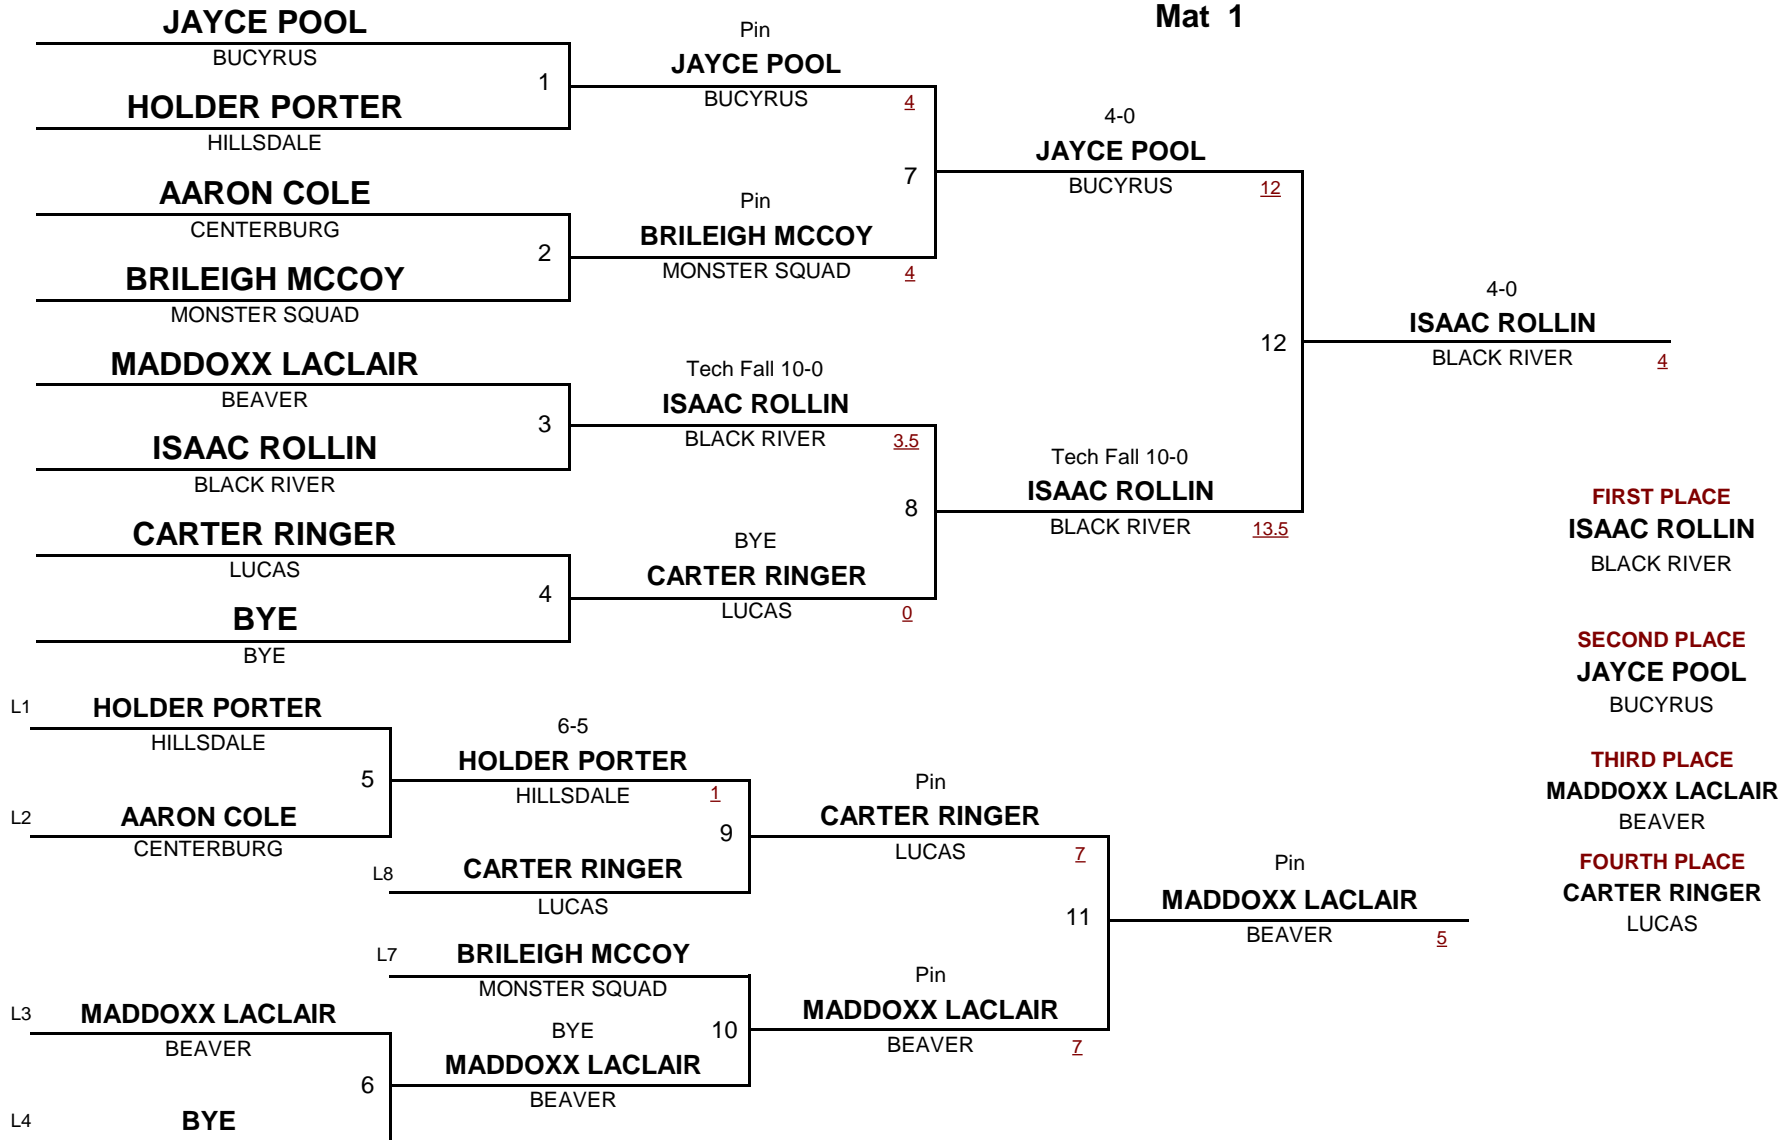 Mat 1
JAYCE POOL
BUCYRUS
1
HOLDER PORTER
HILLSDALE
AARON COLE
CENTERBURG
2
BRILEIGH MCCOY
MONSTER SQUAD
MADDOXX LACLAIR
BEAVER
3
ISAAC ROLLIN
BLACK RIVER
CARTER RINGER
LUCAS
4
BYE
BYE
Pin
JAYCE POOL
BUCYRUS 4
7
Pin
BRILEIGH MCCOY
MONSTER SQUAD 4
Tech Fall 10-0
ISAAC ROLLIN
BLACK RIVER 3.5
8
BYE
CARTER RINGER
LUCAS 0
4-0
JAYCE POOL
BUCYRUS 12
12
Tech Fall 10-0
ISAAC ROLLIN
BLACK RIVER 13.5
4-0
ISAAC ROLLIN
BLACK RIVER 4
FIRST PLACE
ISAAC ROLLIN
BLACK RIVER
SECOND PLACE
JAYCE POOL
BUCYRUS
THIRD PLACE
MADDOXX LACLAIR
BEAVER
FOURTH PLACE
CARTER RINGER
LUCAS
L1 HOLDER PORTER
HILLSDALE
5
L2 AARON COLE
CENTERBURG
L3 MADDOXX LACLAIR
BEAVER
6
L4 BYE
6-5
HOLDER PORTER
HILLSDALE 1
9
L8 CARTER RINGER
LUCAS
L7 BRILEIGH MCCOY
MONSTER SQUAD
10
BYE
MADDOXX LACLAIR
BEAVER
Pin
CARTER RINGER
LUCAS 7
11
Pin
MADDOXX LACLAIR
BEAVER 7
Pin
MADDOXX LACLAIR
BEAVER 5